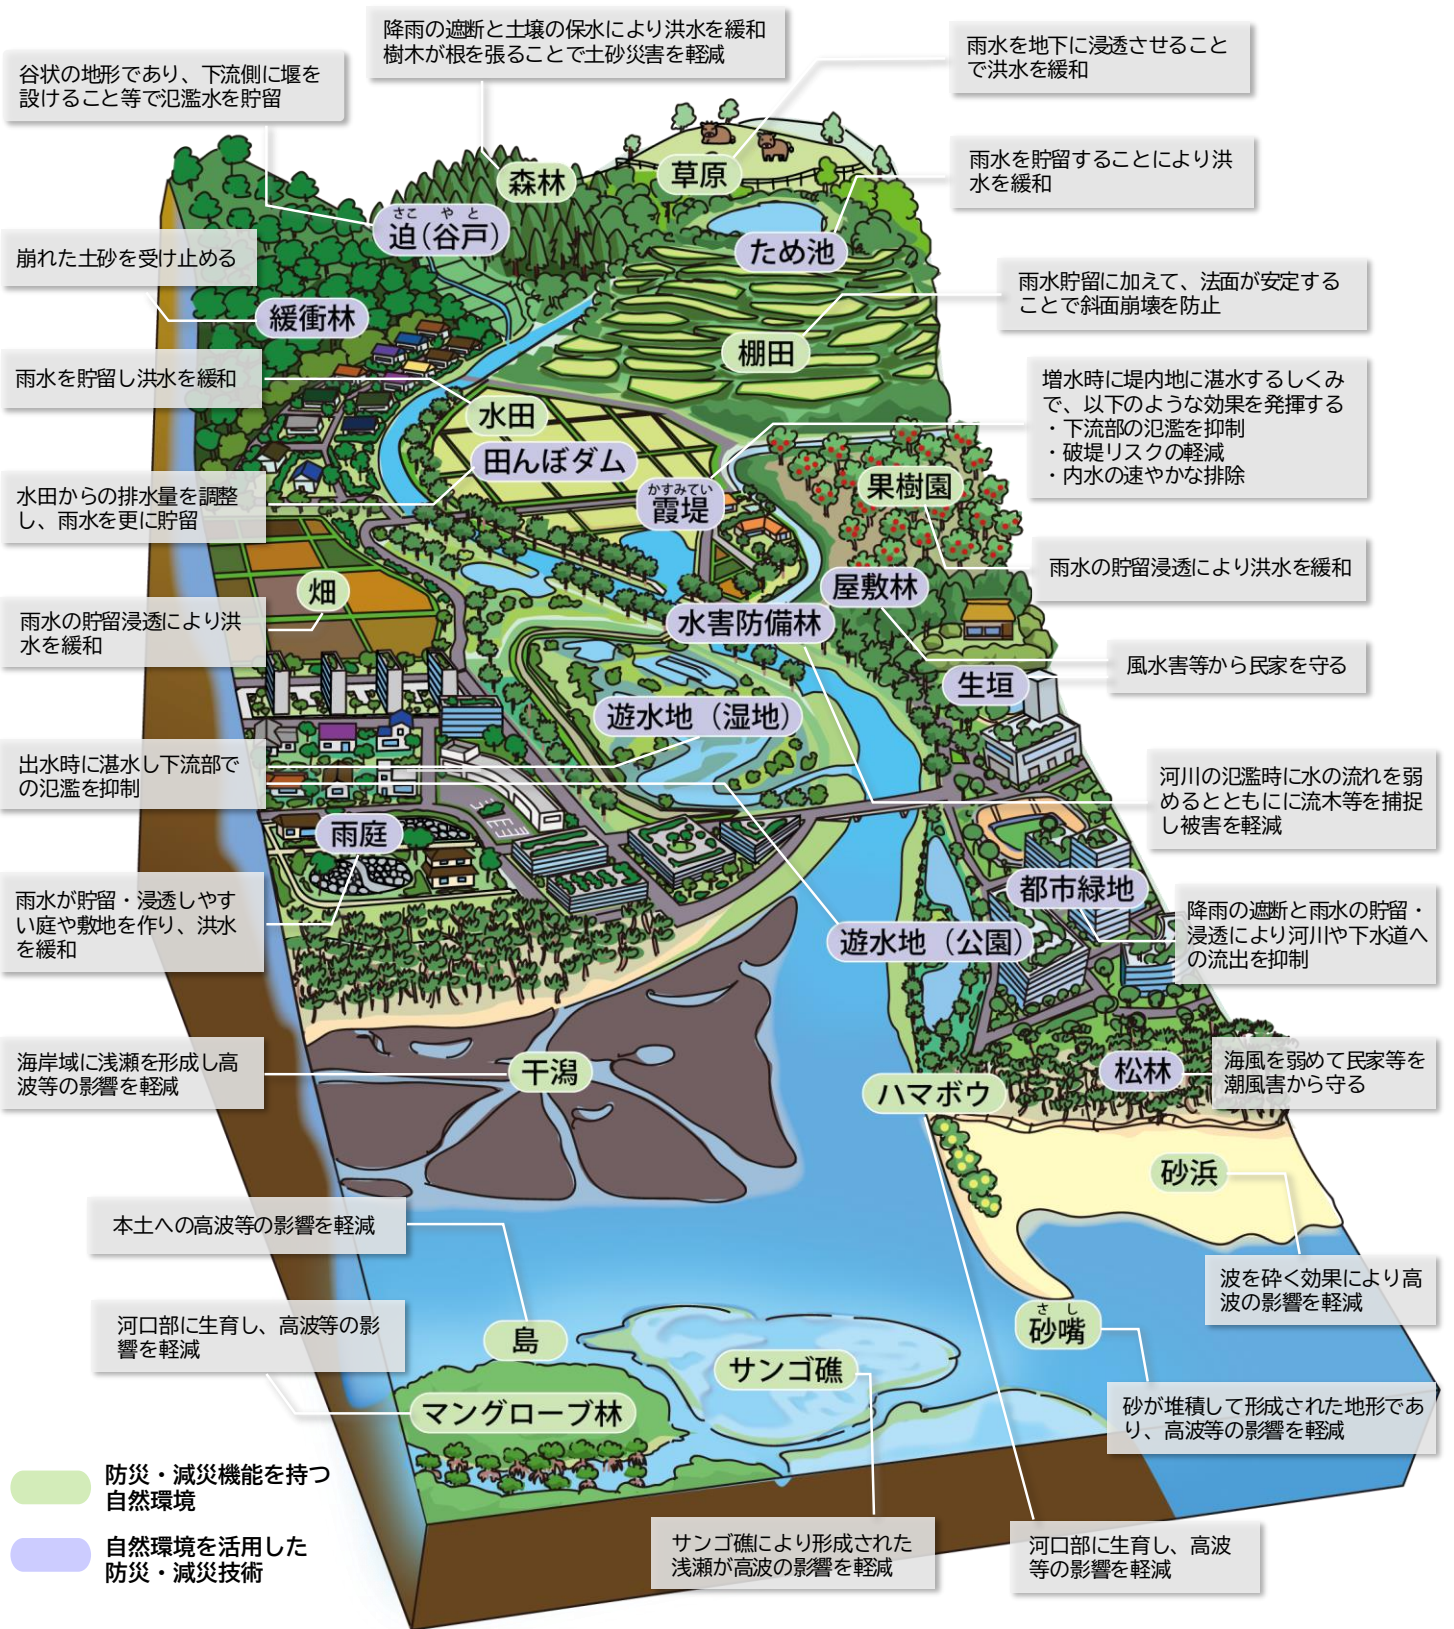 降雨の遮断と土壌の保水により洪水を緩和
樹木が根を張ることで土砂災害を軽減
雨水を地下に浸透させること
で洪水を緩和
谷状の地形であり、下流側に堰を
設けること等で氾濫水を貯留
雨水を貯留することにより洪
水を緩和
森林
草原
さこ やと
迫(谷戸)
ため池
崩れた土砂を受け止める
雨水貯留に加えて、法面が安定する
ことで斜面崩壊を防止
緩衝林
棚田
雨水を貯留し洪水を緩和
増水時に堤内地に湛水するしくみ
で、以下のような効果を発揮する
・下流部の氾濫を抑制
・破堤リスクの軽減
・内水の速やかな排除
水田
田んぼダム
かすみてい
霞堤
果樹園
水田からの排水量を調整
し、雨水を更に貯留
雨水の貯留浸透により洪水を緩和
畑
屋敷林
雨水の貯留浸透により洪
水を緩和
水害防備林
風水害等から民家を守る
生垣
遊水地（湿地）
出水時に湛水し下流部で
の氾濫を抑制
河川の氾濫時に水の流れを弱
めるとともにに流木等を捕捉
し被害を軽減
雨庭
都市緑地
雨水が貯留・浸透しやす
い庭や敷地を作り、洪水
を緩和
降雨の遮断と雨水の貯留・
浸透により河川や下水道へ
の流出を抑制
遊水地（公園）
海岸域に浅瀬を形成し高
波等の影響を軽減
干潟
ハマボウ
松林
海風を弱めて民家等を
潮風害から守る
砂浜
本土への高波等の影響を軽減
波を砕く効果により高
波の影響を軽減
河口部に生育し、高波等の影
響を軽減
島
さし
砂嘴
サンゴ礁
マングローブ林
砂が堆積して形成された地形であ
り、高波等の影響を軽減
防災・減災機能を持つ
自然環境
自然環境を活用した
防災・減災技術
サンゴ礁により形成された
浅瀬が高波の影響を軽減
河口部に生育し、高波
等の影響を軽減